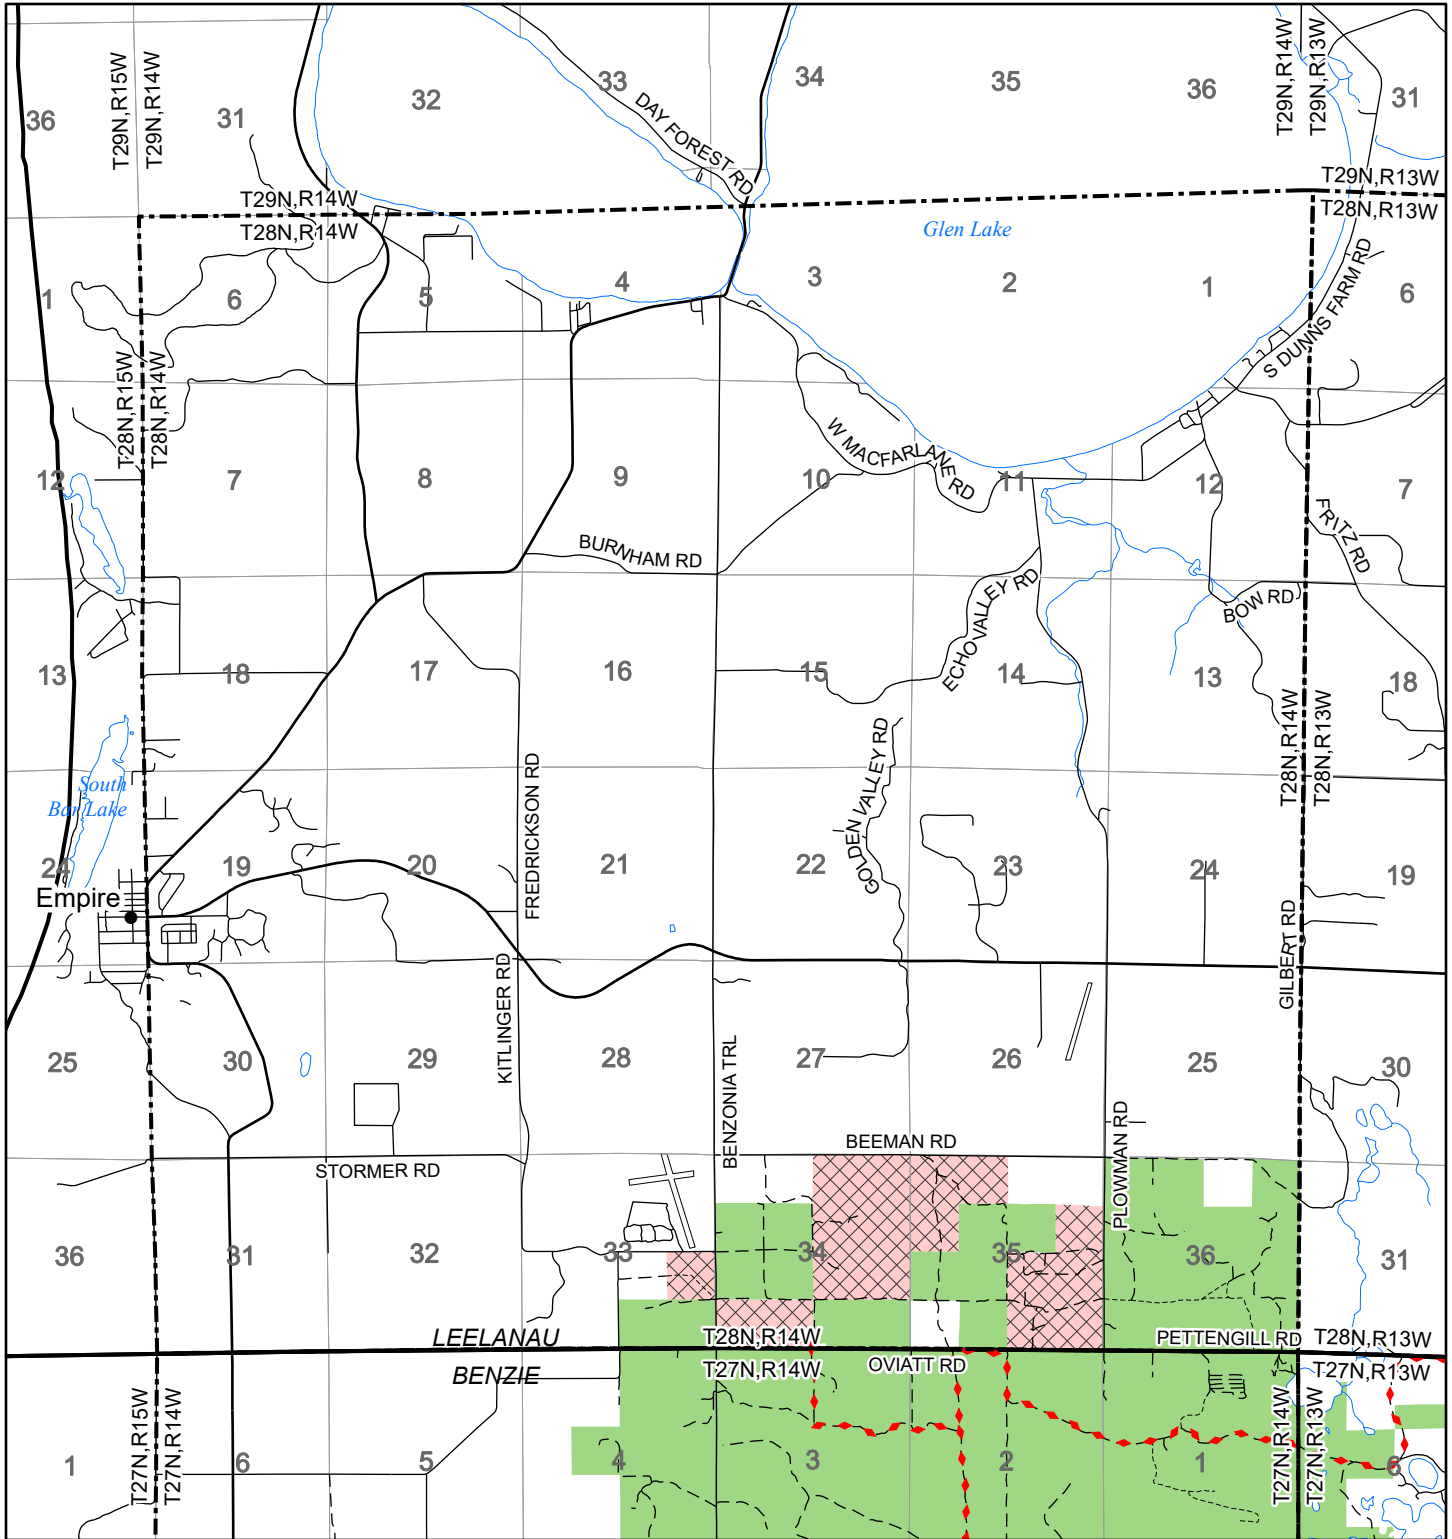 33
34
32
35
36
31
31
36
T29N,R15W
T29N,R14W
T29N,R14W
T29N,R13W
DAY FOREST RD
T29N,R14W
T28N,R14W
T29N,R13W
T28N,R13W
Glen Lake
1
6
5
4
3
2
1
6
S DUNNS FARM RD
T28N,R15W
T28N,R14W
W MACFARLANE RD
12
7
8
9
10
11
12
7
FRITZ RD
BURNHAM RD
ECHOVALLEY RD
BOW RD
13
18
17
16
15
14
13
18
T28N,R14W
T28N,R13W
GOLDEN VALLEY RD
FREDRICKSON RD
South
Bar Lake
24
19
20
21
22
23
24
19
Empire
GILBERT RD
KITLINGER RD
25
30
29
28
27
26
25
30
BENZONIA TRL
PLOWMAN RD
BEEMAN RD
STORMER RD
36
31
32
33
34
35
36
31
LEELANAU
BENZIE
T28N,R14W
T27N,R14W
OVIATT RD
PETTENGILL RD
T28N,R13W
T27N,R13W
T27N,R15W
T27N,R14W
T27N,R14W
T27N,R13W
1
6
5
4
3
2
1
6